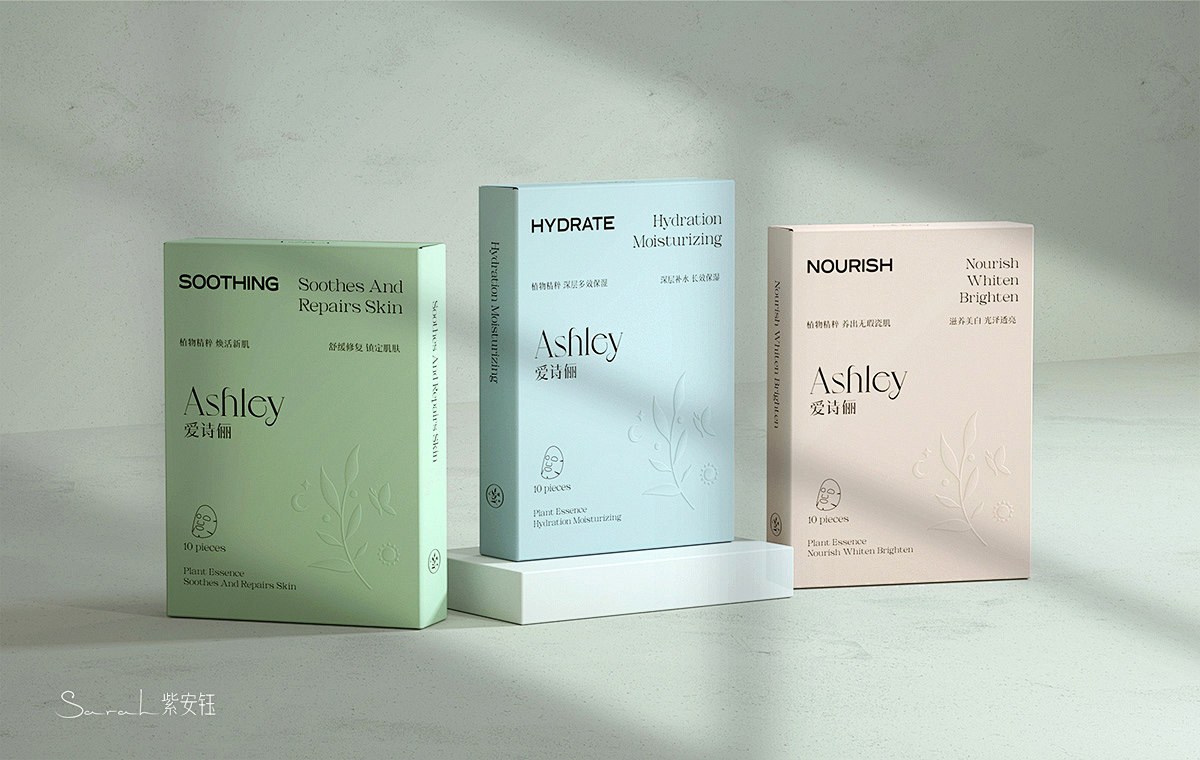 SOOTHING
Soothes And
Repairs Skin
植物精粹 焕活新肌
舒缓修复 镇定肌肤
Ashley
爱诗俪
10 pieces
Plant Essence
Soothes And Repairs Skin
Soothes And Repairs Skin
Hydration Moisturizing
HYDRATE
Hydration
Moisturizing
植物精粹 深层多效保湿
深层补水 长效保湿
Ashley
爱诗俪
10 pieces
Plant Essence
Hydration Moisturizing
Nourish Whiten Brighten
NOURISH
Nourish
Whiten
Brighten
植物精粹 养出无瑕瓷肌
滋养美白 光泽透亮
Ashley
爱诗俪
10 pieces
Plant Essence
Nourish Whiten Brighten
Sarah 紫安钰